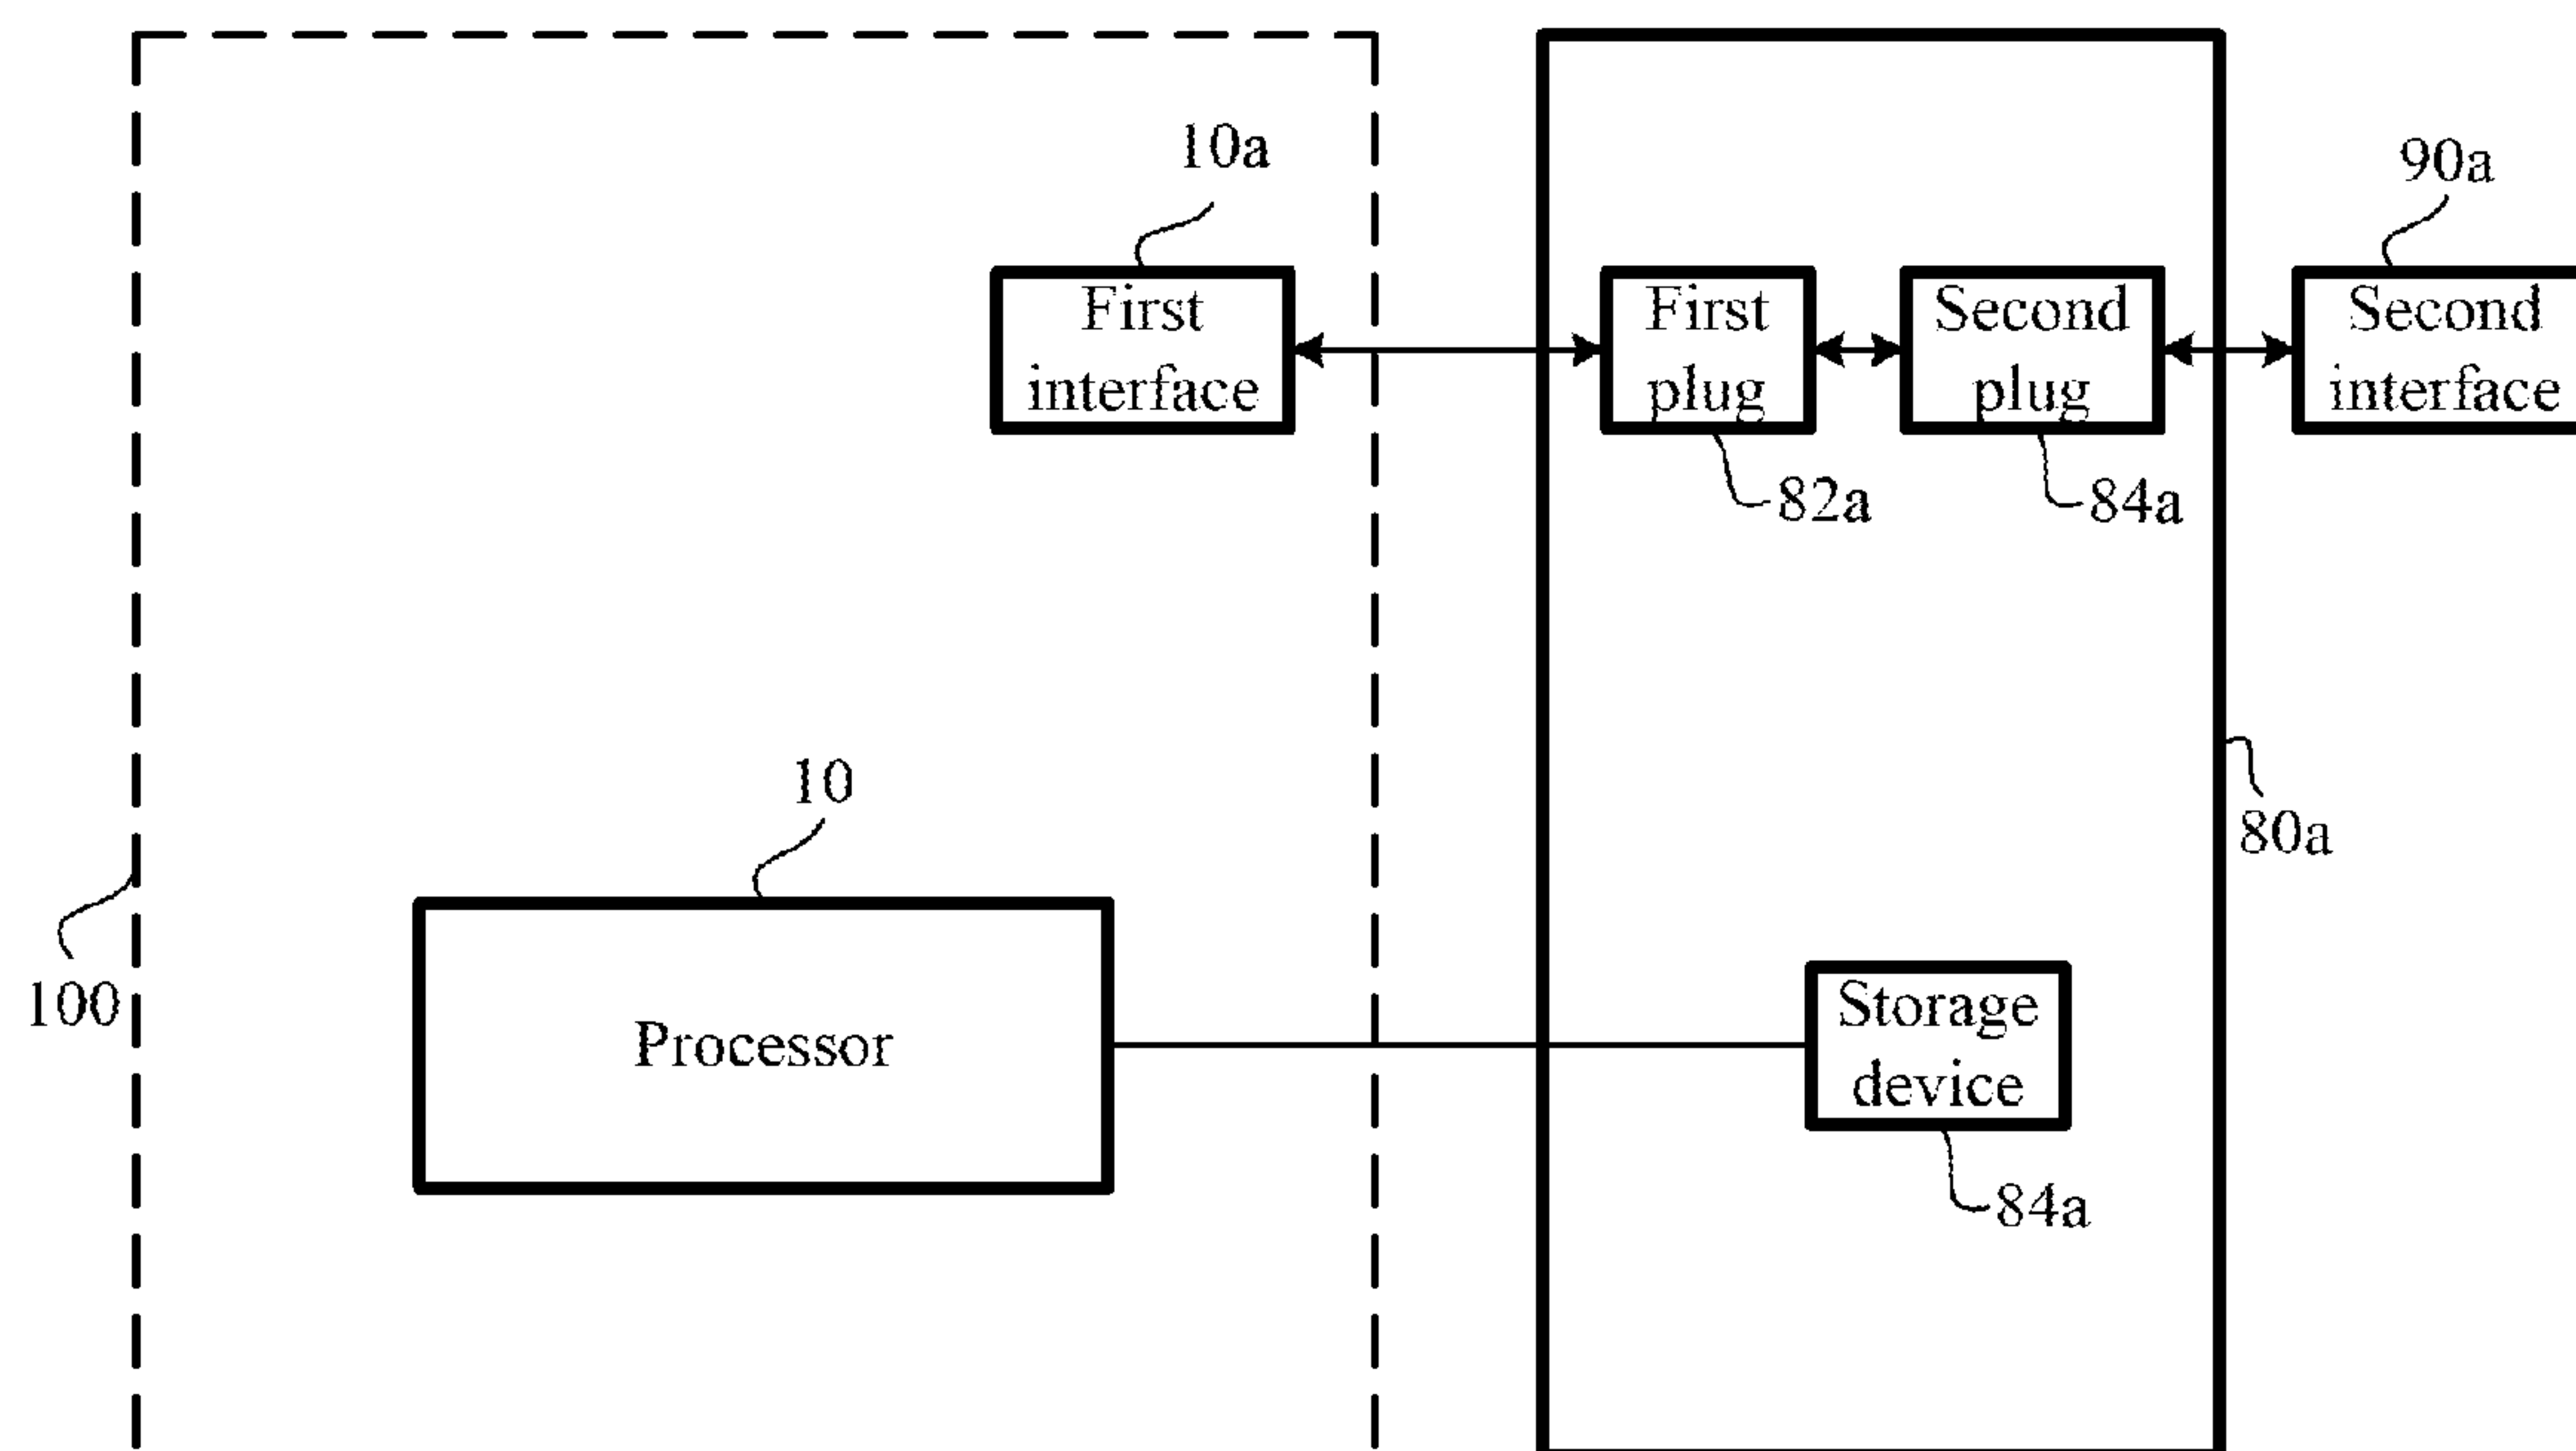 10a
90a
First
interface
First
plug
Second
plug
Second
interface
82a
84a
10
80a
100
Processor
Storage
device
84a